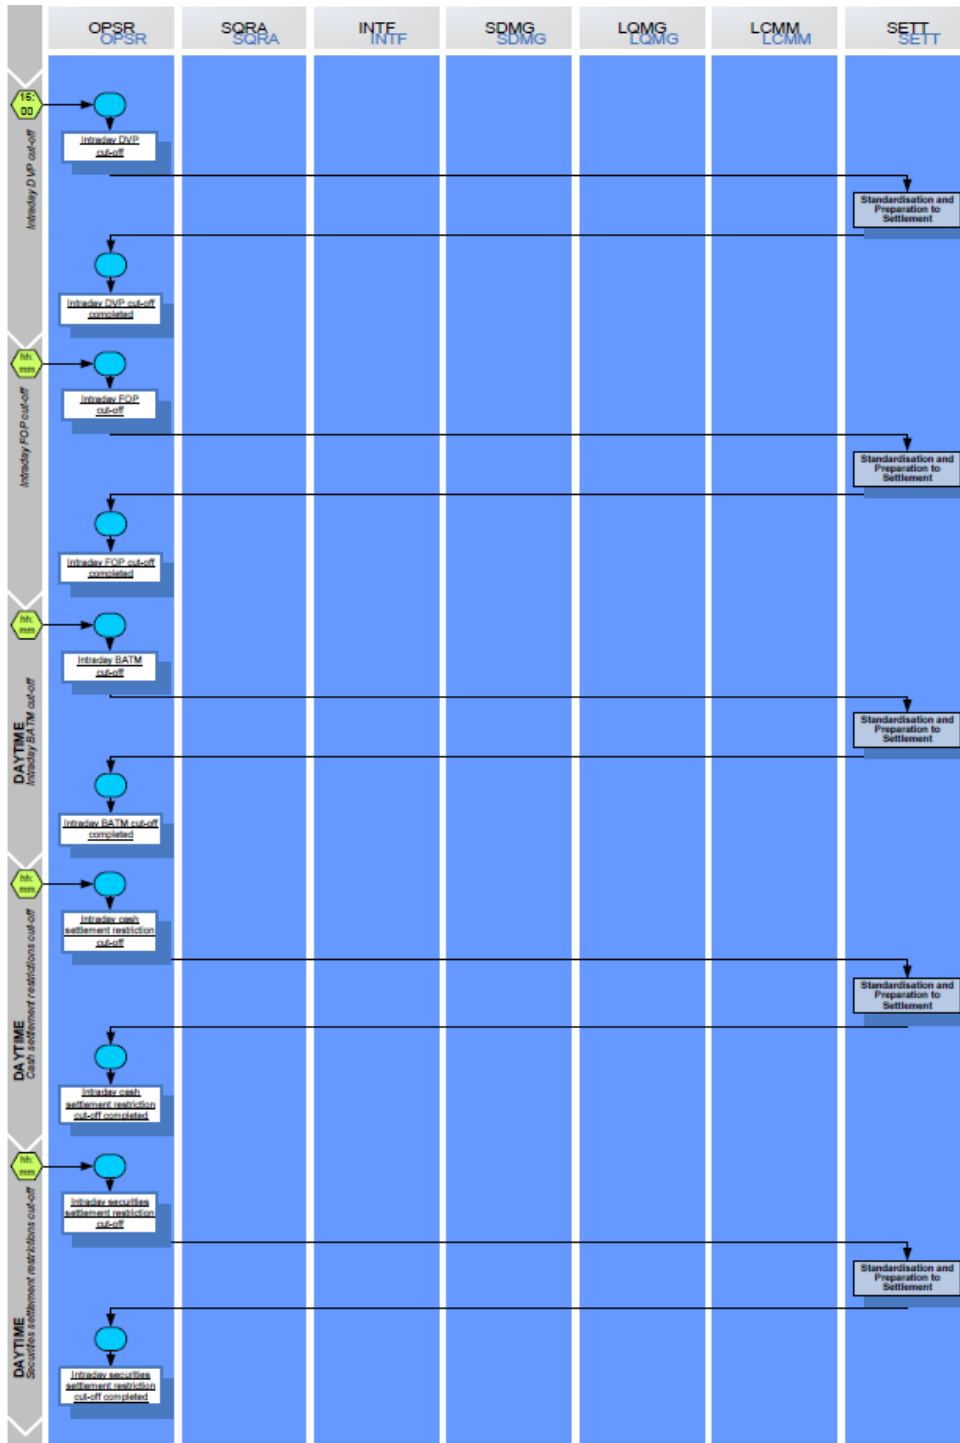 OPSR
SQRA
INTF
SDMG
LQMG
LCMM
SETT
OPSR
SQRA
INTF
SDMG
LQMG
LCMM
SETT
Intraday DVP cut-off
15:
00
Intraday DVP
cut-off
Standardisation and
Preparation to
Settlement
Intraday DVP cut-off
completed
Intraday FOP cut-off
hh:
mm
Intraday FOP
cut-off
Standardisation and
Preparation to
Settlement
Intraday FOP cut-off
completed
DAYTIME
Intraday BATM cut-off
hh:
mm
Intraday BATM
cut-off
Standardisation and
Preparation to
Settlement
Intraday BATM cut-off
completed
DAYTIME
Cash settlement restrictions cut-off
hh:
mm
Intraday cash
settlement restriction
cut-off
Standardisation and
Preparation to
Settlement
Intraday cash
settlement restriction
cut-off completed
DAYTIME
Securities settlement restrictions cut-off
hh:
mm
Intraday securities
settlement restriction
cut-off
Standardisation and
Preparation to
Settlement
Intraday securities
settlement restriction
cut-off completed